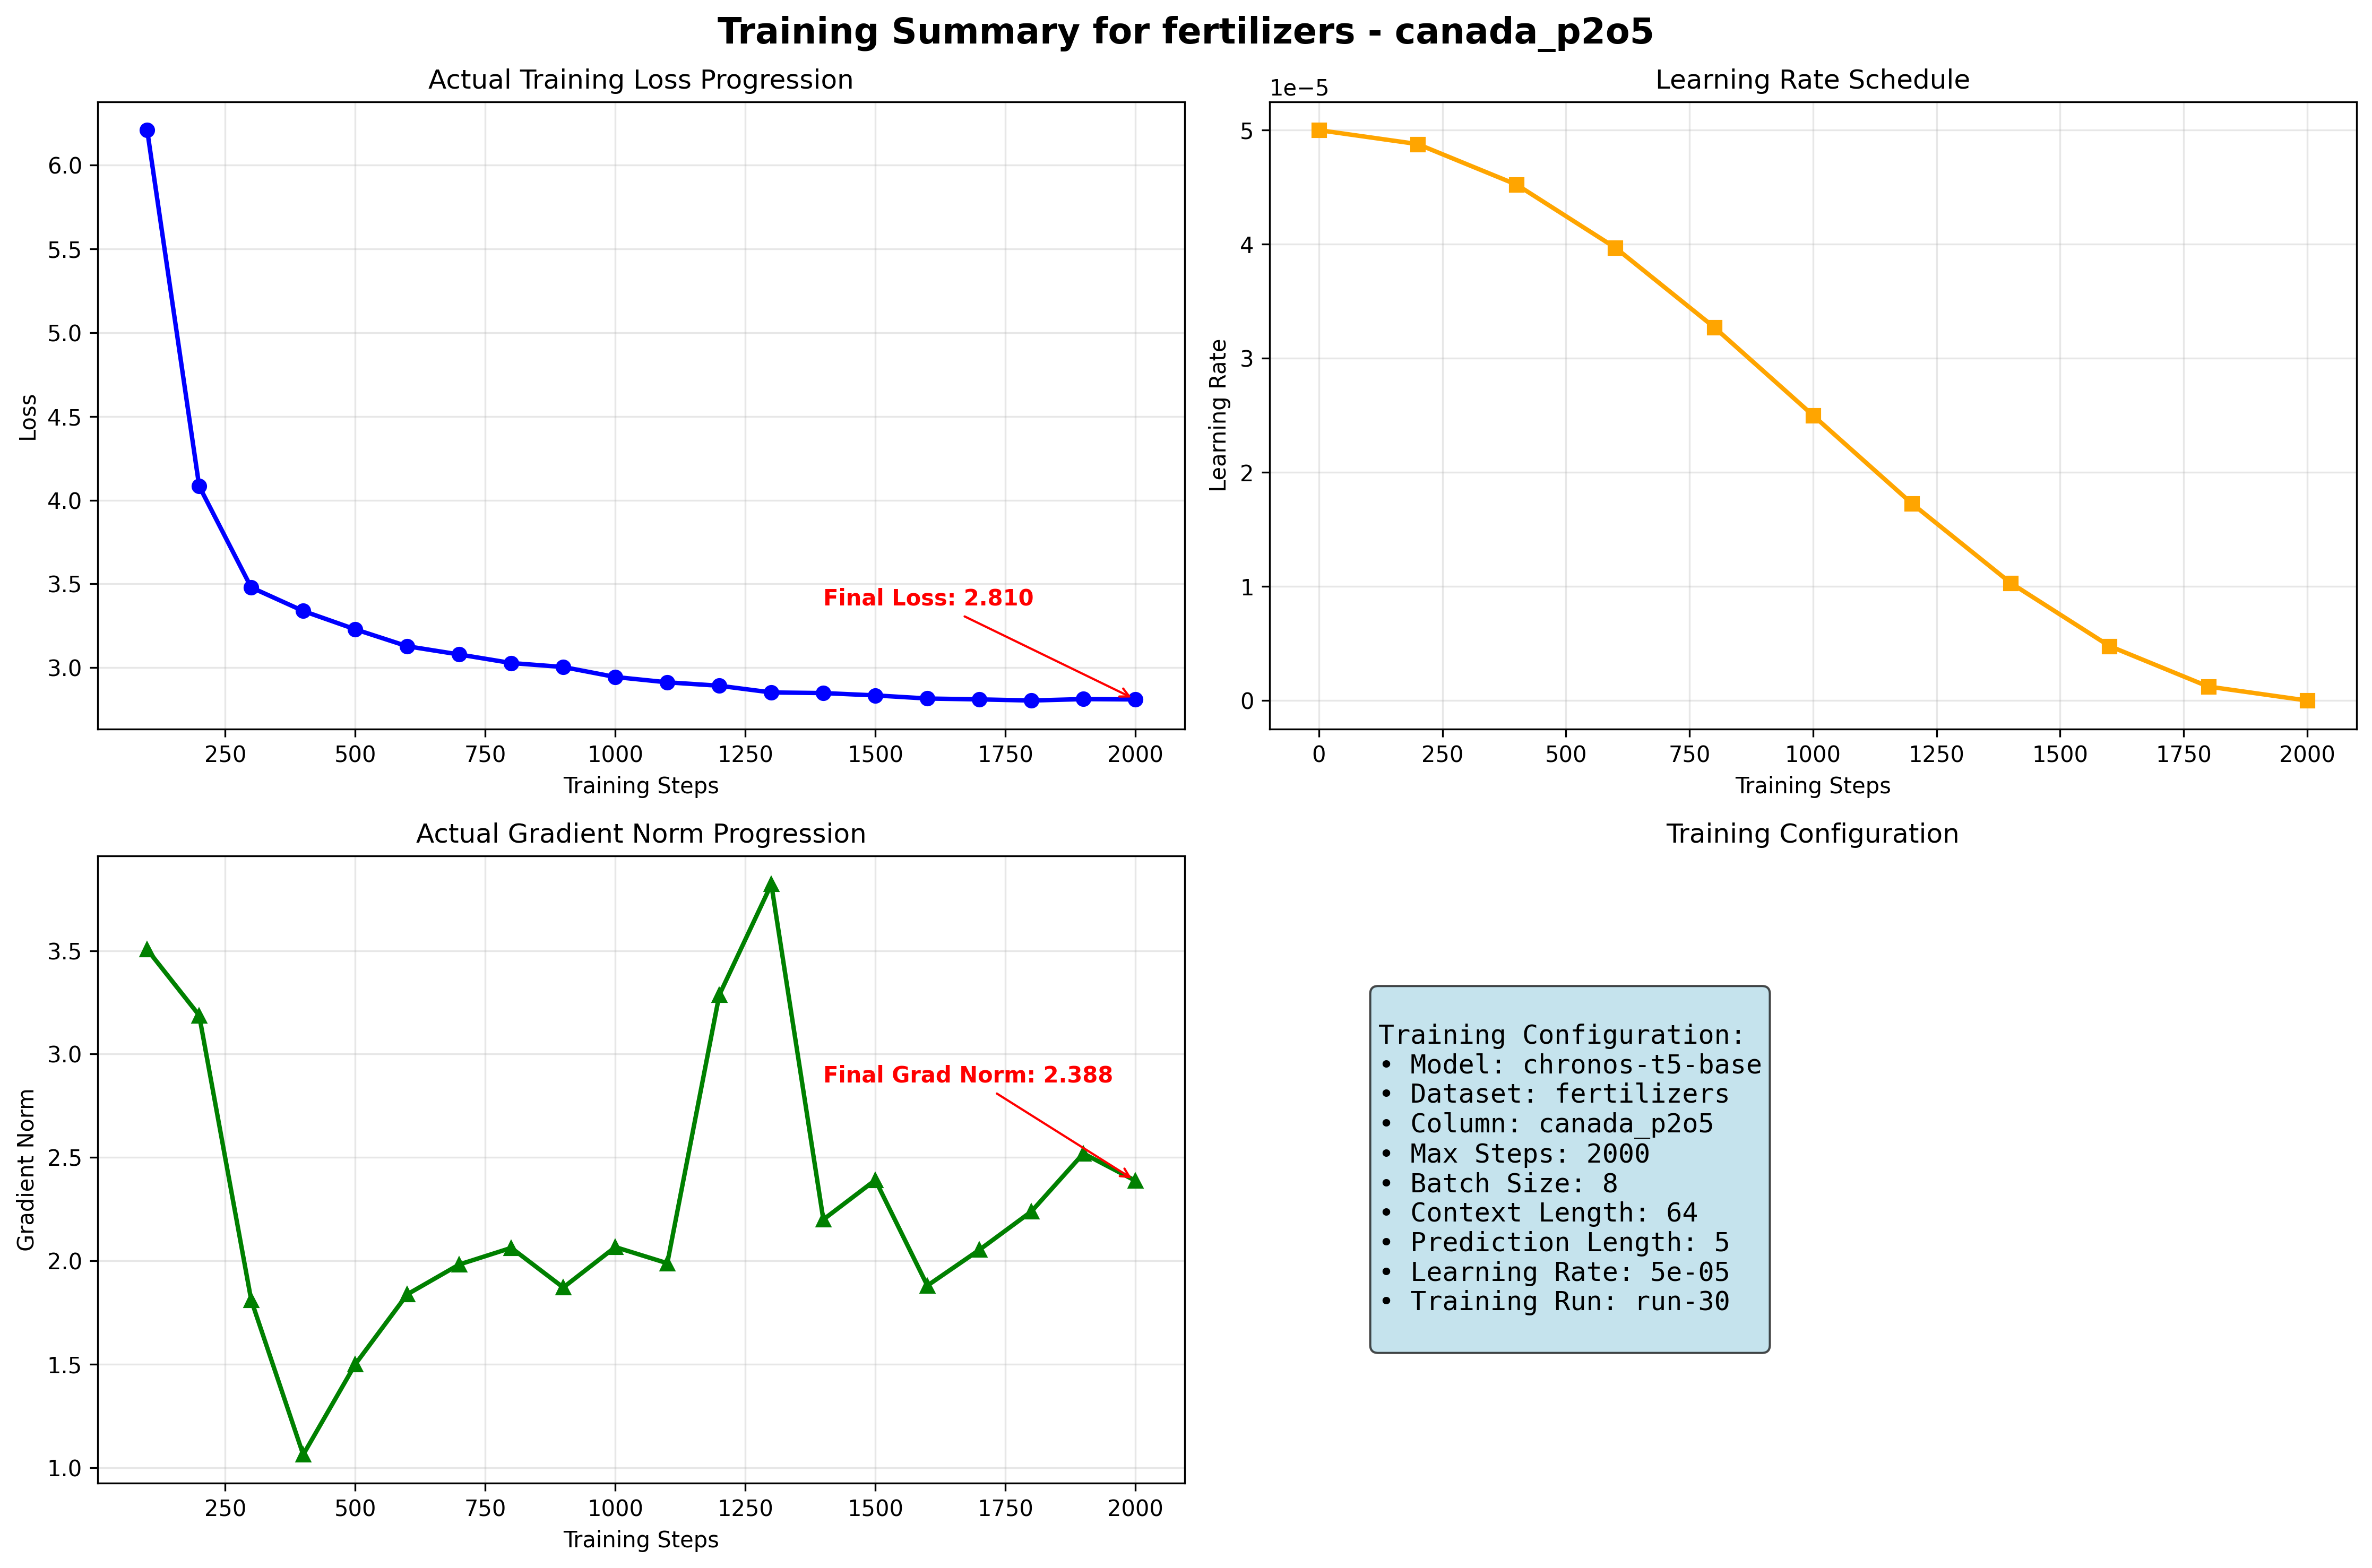 Training Summary for fertilizers - canada_p2o5
Actual Training Loss Progression
6.0
5.5
5.0
4.5
4.0
3.5
3.0
Loss
Final Loss: 2.810
250 500 750 1000 1250 1500 1750 2000
Training Steps
Learning Rate Schedule
1e−5
5
4
3
2
1
0
Learning Rate
0 250 500 750 1000 1250 1500 1750 2000
Training Steps
Actual Gradient Norm Progression
3.5
3.0
2.5
2.0
1.5
1.0
Gradient Norm
Final Grad Norm: 2.388
250 500 750 1000 1250 1500 1750 2000
Training Steps
Training Configuration
Training Configuration:
• Model: chronos-t5-base
• Dataset: fertilizers
• Column: canada_p2o5
• Max Steps: 2000
• Batch Size: 8
• Context Length: 64
• Prediction Length: 5
• Learning Rate: 5e-05
• Training Run: run-30